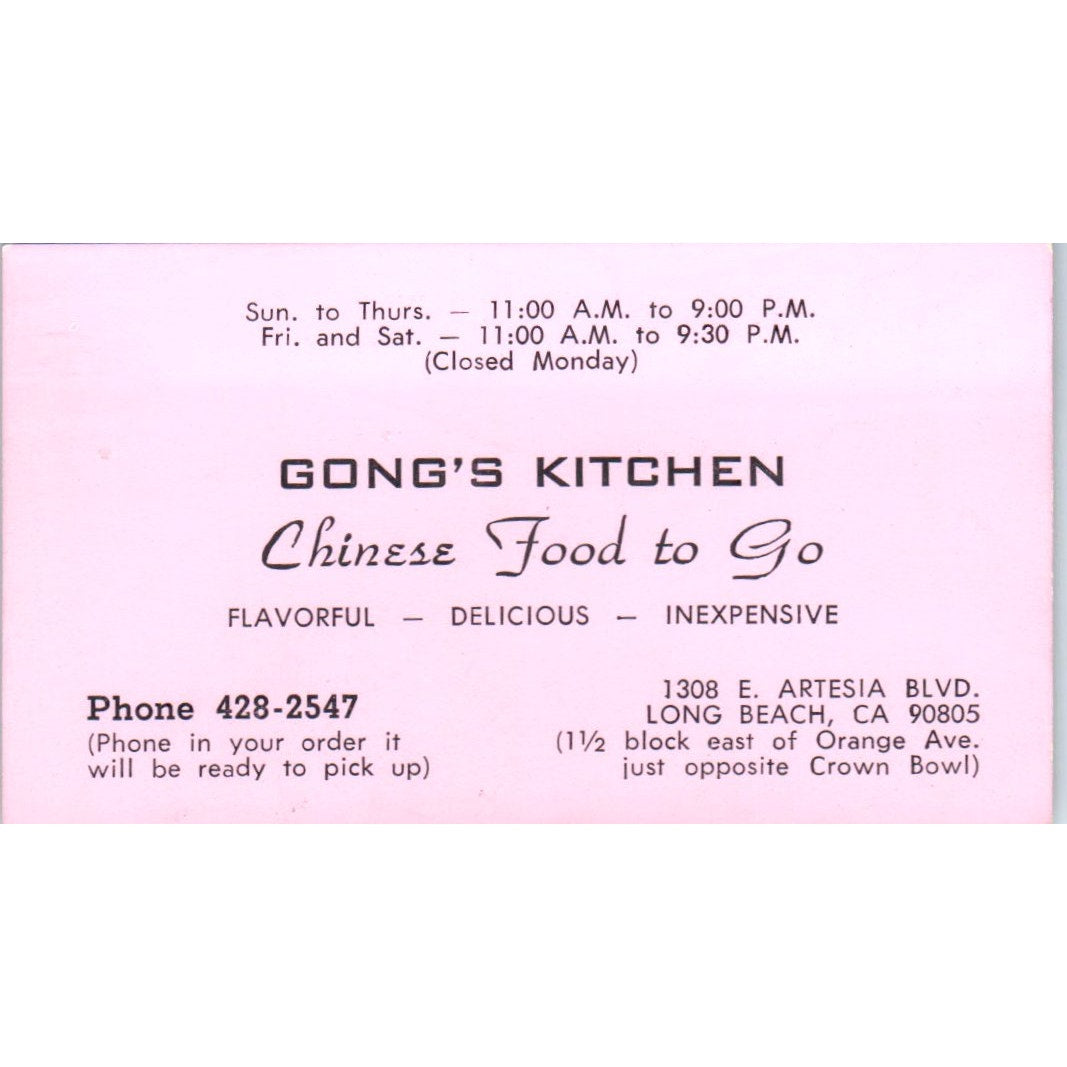 Sun. to Thurs. — 11:00 A.M. to 9:00 P.M.
Fri. and Sat. — 11:00 A.M. to 9:30 P.M.
(Closed Monday)
GONG'S KITCHEN
Chinese Food to Go
FLAVORFUL — DELICIOUS — INEXPENSIVE
Phone 428-2547
(Phone in your order it
will be ready to pick up)
1308 E. ARTESIA BLVD.
LONG BEACH, CA 90805
(1½ block east of Orange Ave.
just opposite Crown Bowl)